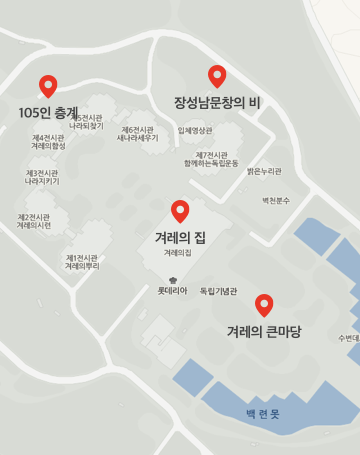 장성남문창의 비
105인 층계
제5전시관
나라되찾기
제6전시관
새나라세우기
입체영상관
제4전시관
겨레의함성
제7전시관
함께하는독립운동
제3전시관
나라지키기
밝은누리관
백천분수
제2전시관
겨레의시련
겨레의 집
겨레의집
제1전시관
겨레의뿌리
롯데리아
독립기념관
겨레의 큰마당
수변데
백련못